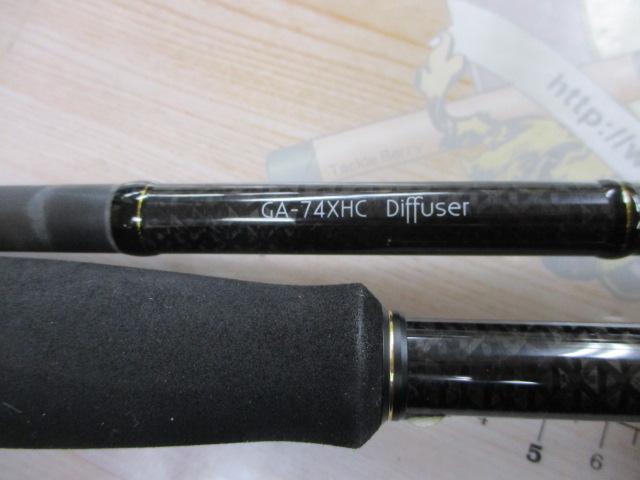 http://w
Tackle Berry
GA-74XHC Diffuser
5
6